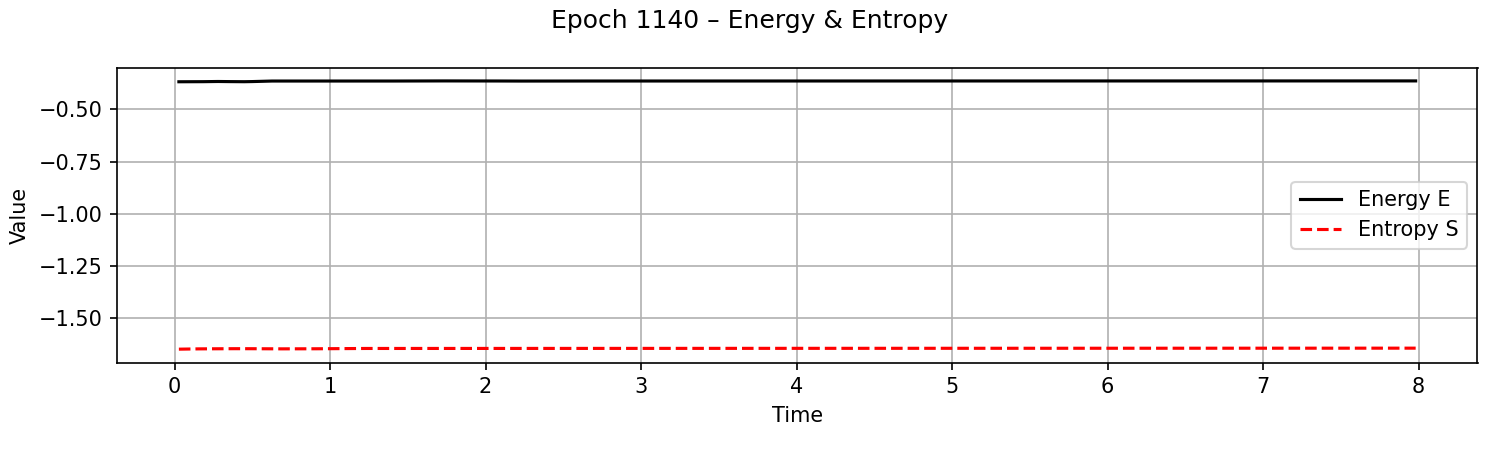 Epoch 1140 – Energy & Entropy
Value
−0.50
−0.75
−1.00
−1.25
−1.50
Energy E
Entropy S
0 1 2 3 4 5 6 7 8
Time